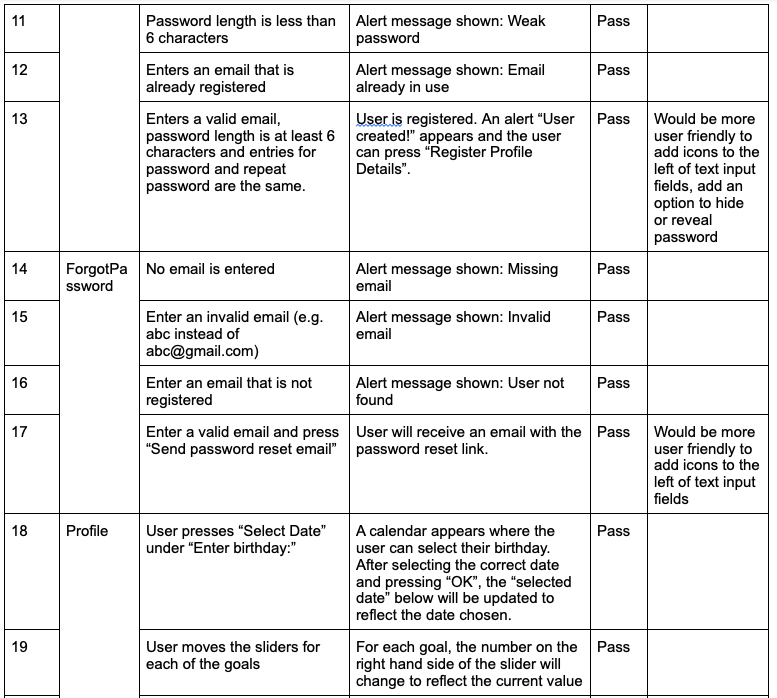 11
Password length is less than
6 characters
Alert message shown: Weak
password
Pass
12
Enters an email that is
already registered
Alert message shown: Email
already in use
Pass
13
Enters a valid email,
password length is at least 6
characters and entries for
password and repeat
password are the same.
User is registered. An alert “User
created!” appears and the user
can press “Register Profile
Details”.
Pass
Would be more
user friendly to
add icons to the
left of text input
fields, add an
option to hide
or reveal
password
14
ForgotPa
ssword
No email is entered
Alert message shown: Missing
email
Pass
15
Enter an invalid email (e.g.
abc instead of
abc@gmail.com)
Alert message shown: Invalid
email
Pass
16
Enter an email that is not
registered
Alert message shown: User not
found
Pass
17
Enter a valid email and press
“Send password reset email”
User will receive an email with the
password reset link.
Pass
Would be more
user friendly to
add icons to the
left of text input
fields
18
Profile
User presses “Select Date”
under “Enter birthday:”
A calendar appears where the
user can select their birthday.
After selecting the correct date
and pressing “OK”, the “selected
date” below will be updated to
reflect the date chosen.
Pass
19
User moves the sliders for
each of the goals
For each goal, the number on the
right hand side of the slider will
change to reflect the current value
Pass